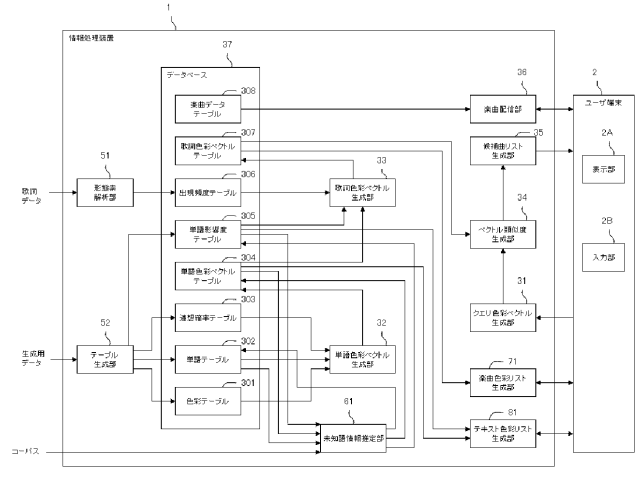 1
情報処理装置
37
データベース
308
楽曲データ
テーブル
307
歌詞色彩ベクトル
テーブル
306
出現頻度テーブル
305
単語影響度
テーブル
304
単語色彩ベクトル
テーブル
303
連想確率テーブル
302
単語テーブル
301
色彩テーブル
歌詞
データ
51
形態素
解析部
生成用
データ
52
テーブル
生成部
コーパス
33
歌詞色彩ベクトル
生成部
32
単語色彩ベクトル
生成部
61
未知語情報推定部
36
楽曲配信部
35
候補曲リスト
生成部
34
ベクトル類似度
生成部
31
クエリ色彩ベクトル
生成部
71
楽曲色彩リスト
生成部
81
テキスト色彩リスト
生成部
2
ユーザ端末
2A
表示部
2B
入力部